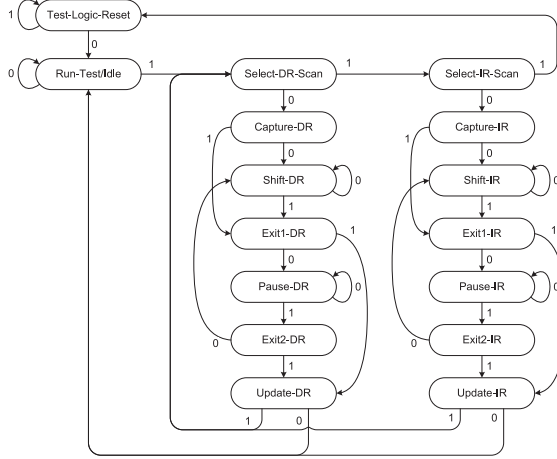 Test-Logic-Reset
1
0
Run-Test/Idle
0
1
Select-DR-Scan
1
Select-IR-Scan
1
0
0
Capture-DR
Capture-IR
1
0
1
0
Shift-DR
0
Shift-IR
0
1
1
Exit1-DR
1
Exit1-IR
1
0
0
Pause-DR
0
Pause-IR
0
1
1
Exit2-DR
0
Exit2-IR
0
1
1
Update-DR
Update-IR
1
0
1
0